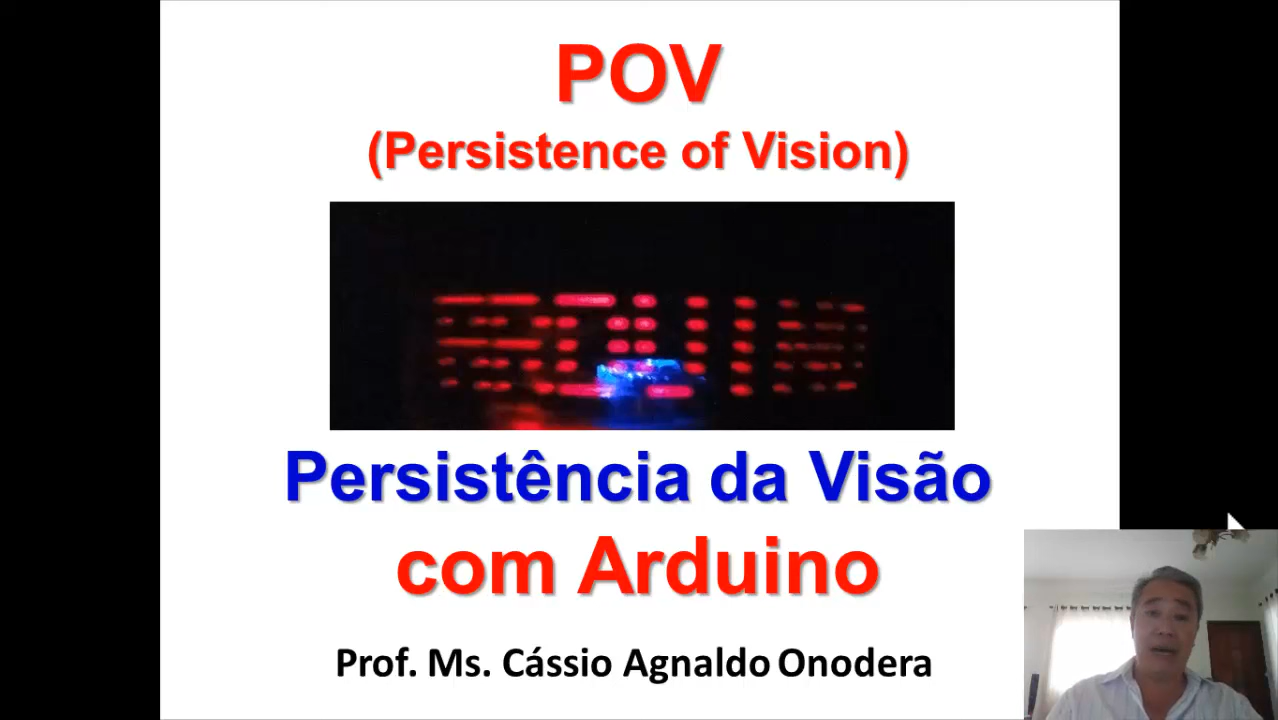 POV
(Persistence of Vision)
Persistência da Visão
com Arduino
Prof. Ms. Cássio Agnaldo Onodera